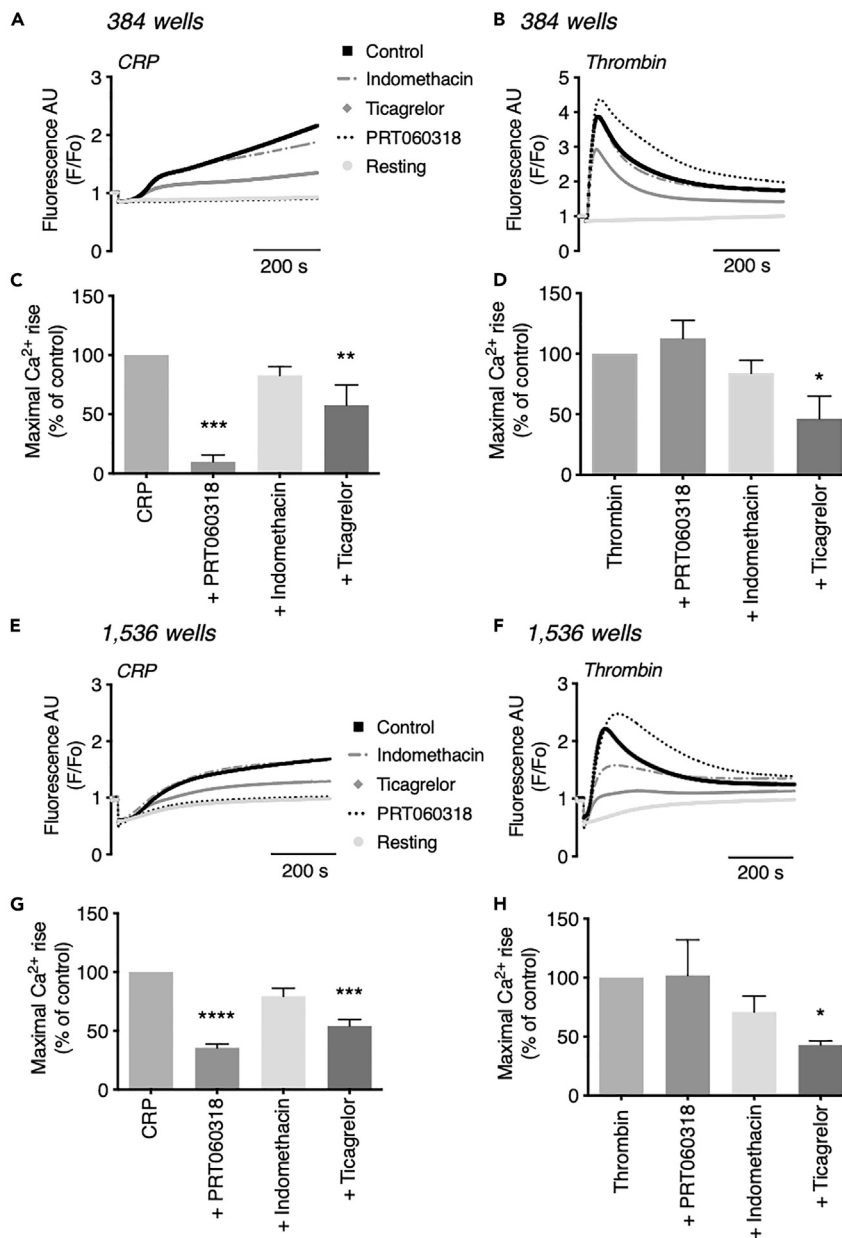 A
384 wells
CRP
Fluorescence AU
(F/Fo)
3
2
1
0
200 s
Control
Indomethacin
Ticagrelor
PRT060318
Resting
B
384 wells
Thrombin
Fluorescence AU
(F/Fo)
5
4
3
2
1
0
200 s
C
Maximal Ca2+ rise
(% of control)
150
100
50
0
***
**
CRP
+ PRT060318
+ Indomethacin
+ Ticagrelor
D
Maximal Ca2+ rise
(% of control)
150
100
50
0
*
Thrombin
+ PRT060318
+ Indomethacin
+ Ticagrelor
E
1,536 wells
CRP
Fluorescence AU
(F/Fo)
3
2
1
0
200 s
Control
Indomethacin
Ticagrelor
PRT060318
Resting
F
1,536 wells
Thrombin
Fluorescence AU
(F/Fo)
3
2
1
0
200 s
G
Maximal Ca2+ rise
(% of control)
150
100
50
0
****
***
CRP
+ PRT060318
+ Indomethacin
+ Ticagrelor
H
Maximal Ca2+ rise
(% of control)
150
100
50
0
*
Thrombin
+ PRT060318
+ Indomethacin
+ Ticagrelor